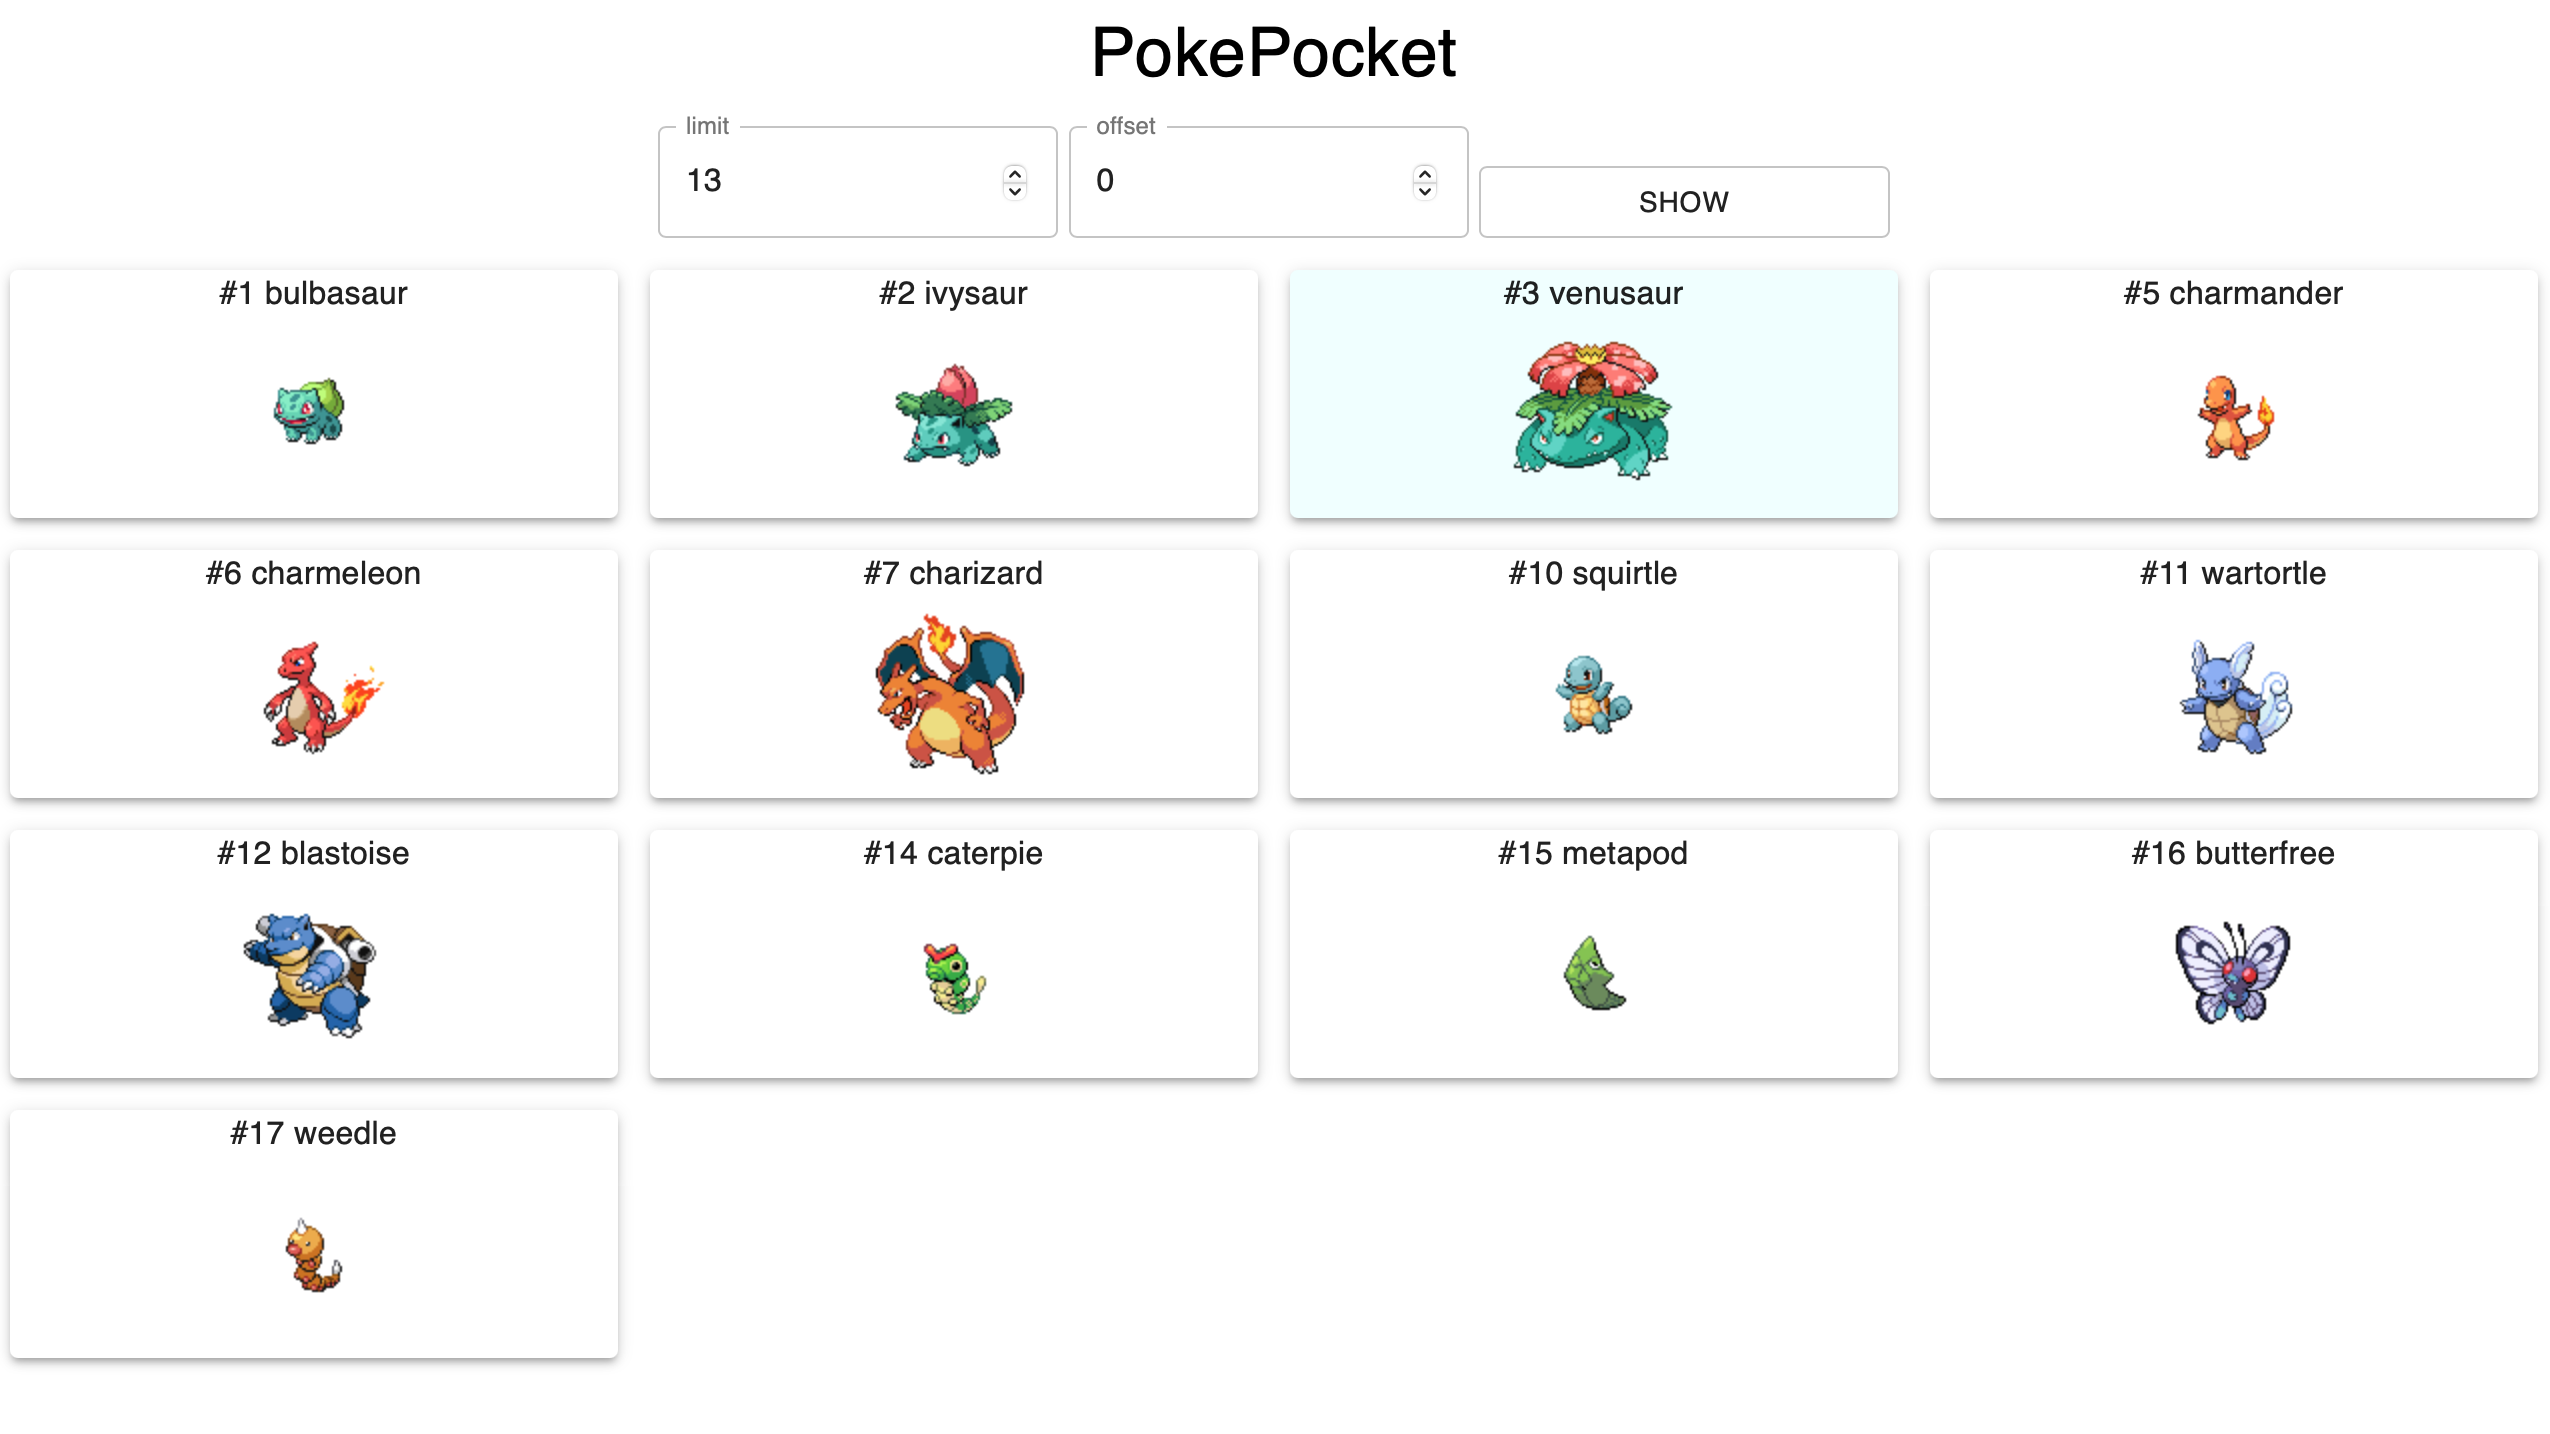 PokePocket
limit
13
offset
0
SHOW
#1 bulbasaur
#2 ivysaur
#3 venusaur
#5 charmander
#6 charmeleon
#7 charizard
#10 squirtle
#11 wartortle
#12 blastoise
#14 caterpie
#15 metapod
#16 butterfree
#17 weedle